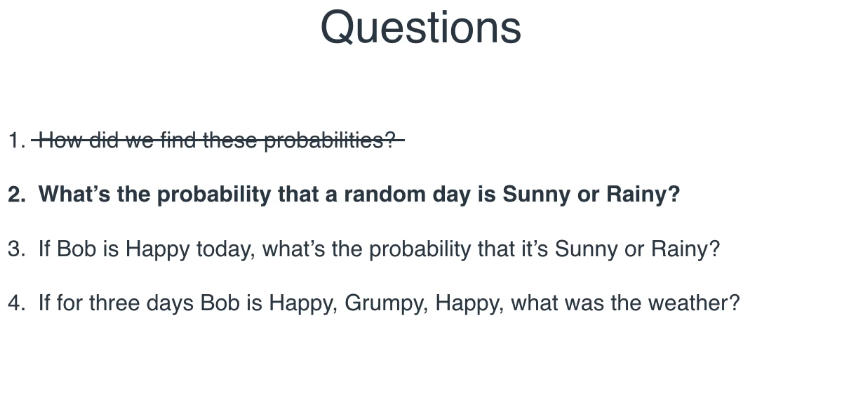 Questions
1. How did we find these probabilities?
2. What’s the probability that a random day is Sunny or Rainy?
3. If Bob is Happy today, what’s the probability that it’s Sunny or Rainy?
4. If for three days Bob is Happy, Grumpy, Happy, what was the weather?